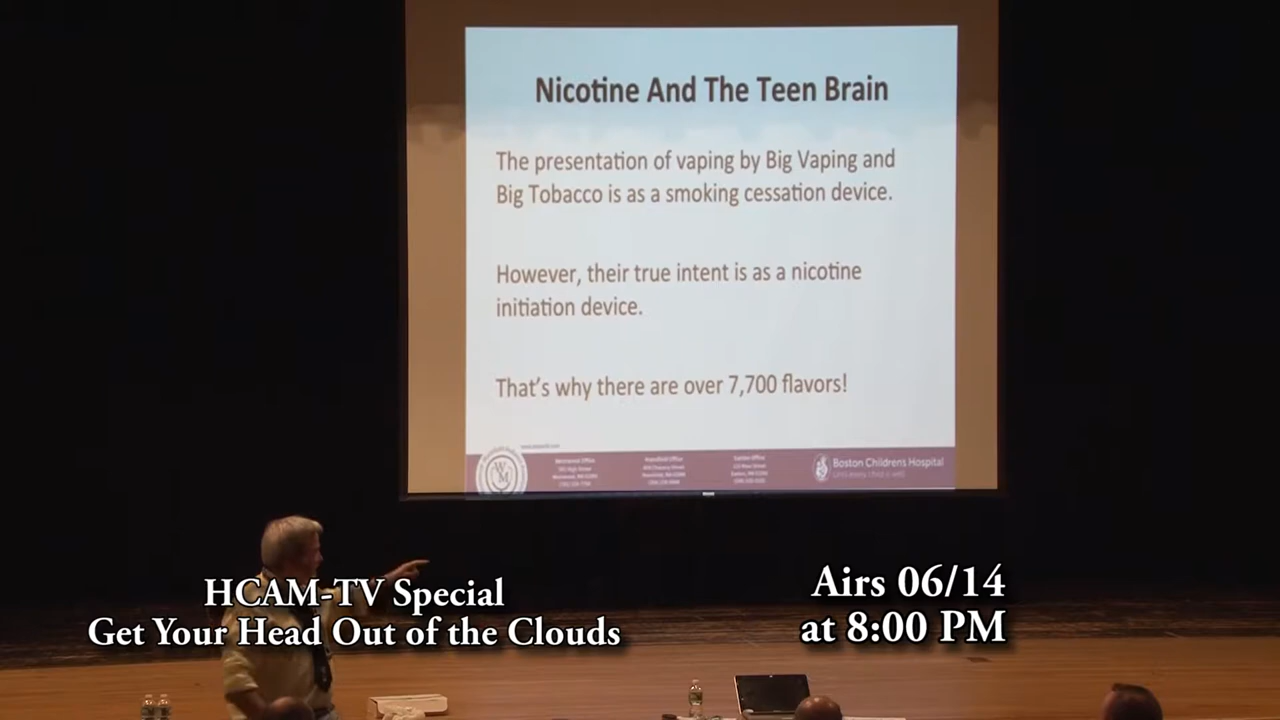 Nicotine And The Teen Brain
The presentation of vaping by Big Vaping and
Big Tobacco is as a smoking cessation device.
However, their true intent is as a nicotine
initiation device.
That's why there are over 7,700 flavors!
Boston Childrens Hospital
HCAM-TV Special
Get Your Head Out of the Clouds
Airs 06/14
at 8:00 PM